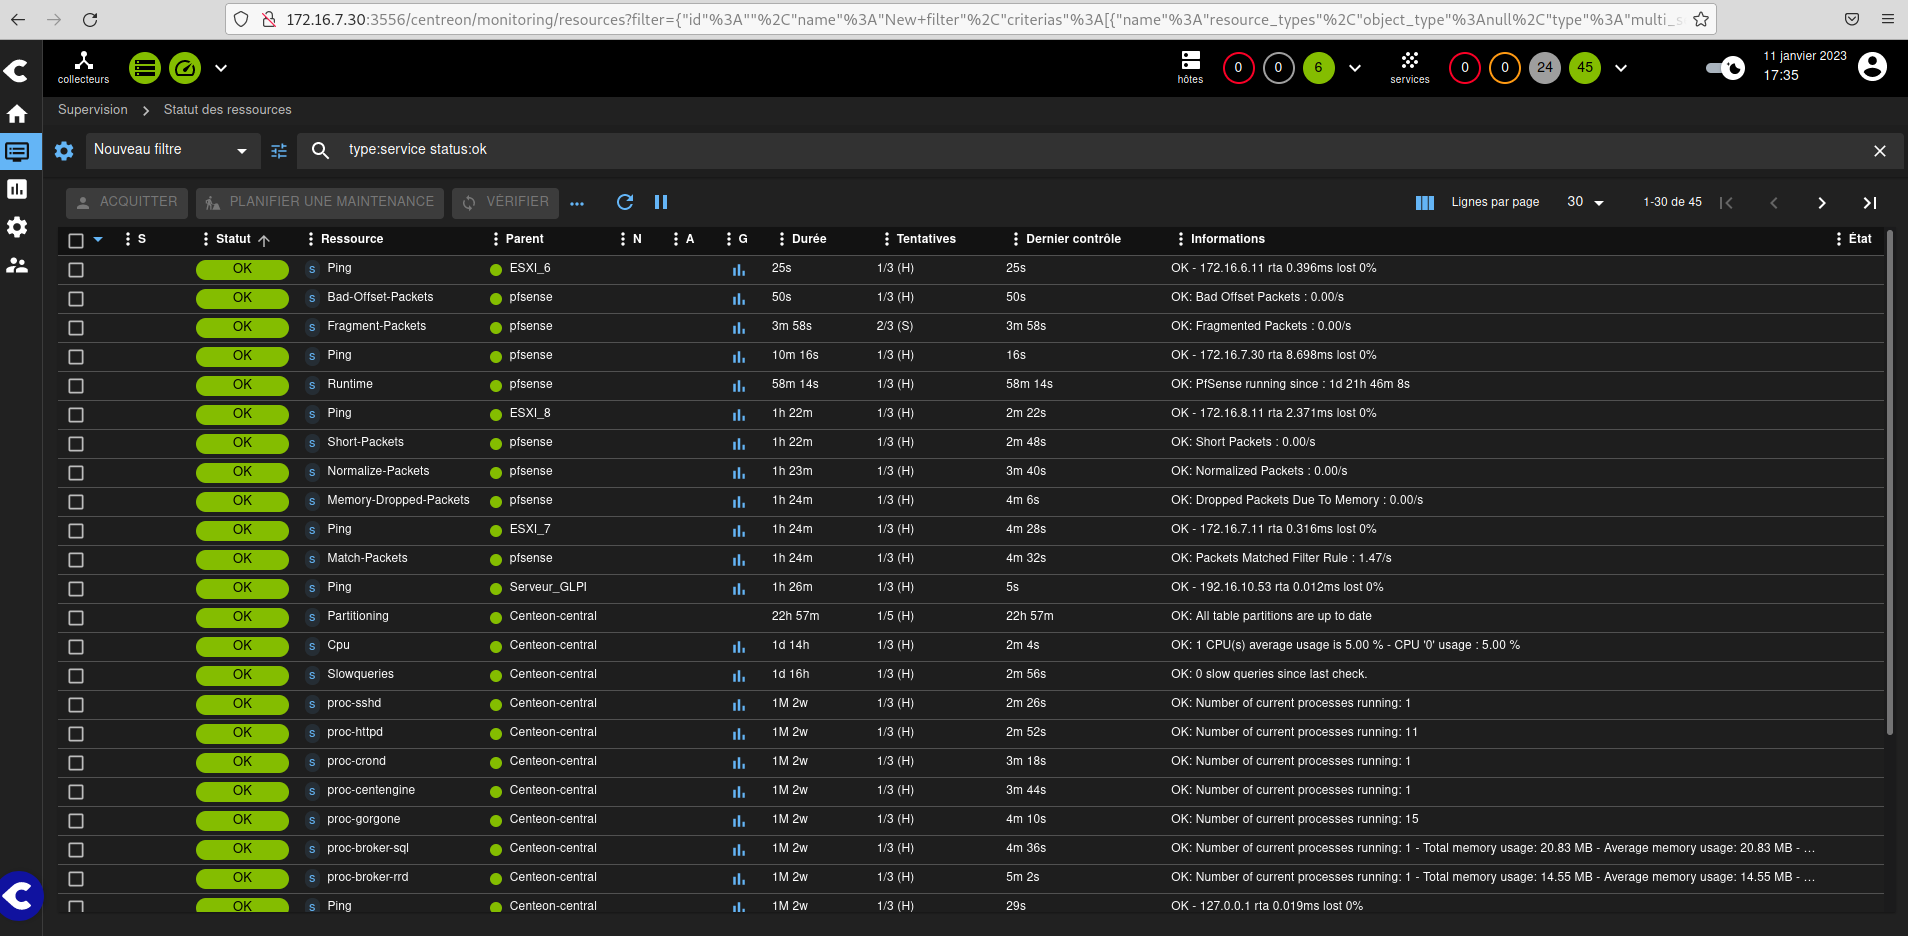 172.16.7.30:3556/centreon/monitoring/resources?filter={"id"%3A""%2C"name"%3A"New+filter"%2C"criterias"%3A[{"name"%3A"resource_types"%2C"object_type"%3Anull%2C"type"%3A"multi_s
collecteurs
hôtes 0 0 6
services 0 0 24 45
11 janvier 2023
17:35
Supervision Statut des ressources
Nouveau filtre type:service status:ok
ACQUITTER PLANIFIER UNE MAINTENANCE VÉRIFIER ... Lignes par page 30 1-30 de 45
S Statut Ressource Parent N A G Durée Tentatives Dernier contrôle Informations État
OK s Ping ESXI_6 25s 1/3 (H) 25s OK - 172.16.6.11 rta 0.396ms lost 0%
OK s Bad-Offset-Packets pfsense 50s 1/3 (H) 50s OK: Bad Offset Packets : 0.00/s
OK s Fragment-Packets pfsense 3m 58s 2/3 (S) 3m 58s OK: Fragmented Packets : 0.00/s
OK s Ping pfsense 10m 16s 1/3 (H) 16s OK - 172.16.7.30 rta 8.698ms lost 0%
OK s Runtime pfsense 58m 14s 1/3 (H) 58m 14s OK: PfSense running since : 1d 21h 46m 8s
OK s Ping ESXI_8 1h 22m 1/3 (H) 2m 22s OK - 172.16.8.11 rta 2.371ms lost 0%
OK s Short-Packets pfsense 1h 22m 1/3 (H) 2m 48s OK: Short Packets : 0.00/s
OK s Normalize-Packets pfsense 1h 23m 1/3 (H) 3m 40s OK: Normalized Packets : 0.00/s
OK s Memory-Dropped-Packets pfsense 1h 24m 1/3 (H) 4m 6s OK: Dropped Packets Due To Memory : 0.00/s
OK s Ping ESXI_7 1h 24m 1/3 (H) 4m 28s OK - 172.16.7.11 rta 0.316ms lost 0%
OK s Match-Packets pfsense 1h 24m 1/3 (H) 4m 32s OK: Packets Matched Filter Rule : 1.47/s
OK s Ping Serveur_GLPI 1h 26m 1/3 (H) 5s OK - 192.16.10.53 rta 0.012ms lost 0%
OK s Partitioning Centeon-central 22h 57m 1/5 (H) 22h 57m OK: All table partitions are up to date
OK s Cpu Centeon-central 1d 14h 1/3 (H) 2m 4s OK: 1 CPU(s) average usage is 5.00 % - CPU '0' usage : 5.00 %
OK s Slowqueries Centeon-central 1d 16h 1/3 (H) 2m 56s OK: 0 slow queries since last check.
OK s proc-sshd Centeon-central 1M 2w 1/3 (H) 2m 26s OK: Number of current processes running: 1
OK s proc-httpd Centeon-central 1M 2w 1/3 (H) 2m 52s OK: Number of current processes running: 11
OK s proc-crond Centeon-central 1M 2w 1/3 (H) 3m 18s OK: Number of current processes running: 1
OK s proc-centengine Centeon-central 1M 2w 1/3 (H) 3m 44s OK: Number of current processes running: 1
OK s proc-gorgone Centeon-central 1M 2w 1/3 (H) 4m 10s OK: Number of current processes running: 15
OK s proc-broker-sql Centeon-central 1M 2w 1/3 (H) 4m 36s OK: Number of current processes running: 1 - Total memory usage: 20.83 MB - Average memory usage: 20.83 MB - ...
OK s proc-broker-rrd Centeon-central 1M 2w 1/3 (H) 5m 2s OK: Number of current processes running: 1 - Total memory usage: 14.55 MB - Average memory usage: 14.55 MB - ...
OK s Ping Centeon-central 1M 2w 1/3 (H) 29s OK - 127.0.0.1 rta 0.019ms lost 0%